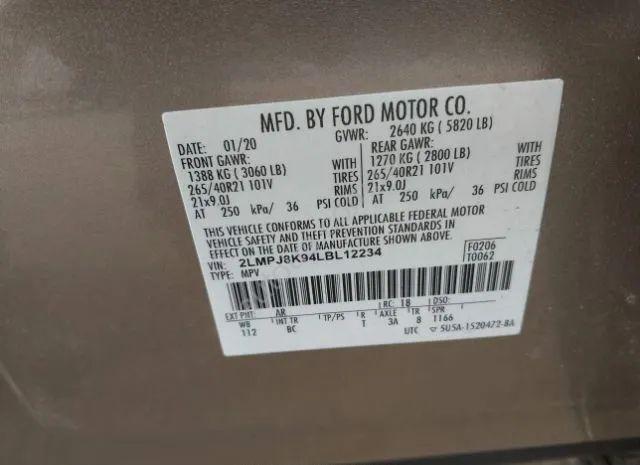 MFD. BY FORD MOTOR CO.
DATE: 01/20 GVWR: 2640 KG ( 5820 LB)
FRONT GAWR: REAR GAWR:
1388 KG ( 3060 LB) WITH 1270 KG ( 2800 LB) WITH
265/40R21 101V TIRES 265/40R21 101V TIRES
21x9.0J RIMS 21x9.0J RIMS
AT 250 kPa/ 36 PSI COLD AT 250 kPa/ 36 PSI COLD
THIS VEHICLE CONFORMS TO ALL APPLICABLE FEDERAL MOTOR
VEHICLE SAFETY, BUMPER, AND THEFT PREVENTION STANDARDS IN
EFFECT ON THE DATE OF MANUFACTURE SHOWN ABOVE.
VIN: 2LMPJ8K94LBL12234 F0206
TYPE: MPV T0062
EXT PNT: AR RC: 18 DSO:
WB INT TR TP/PS R AXLE TR SPR
112 BC T 3A 8 1166
UTC 5U5A-1520472-BA